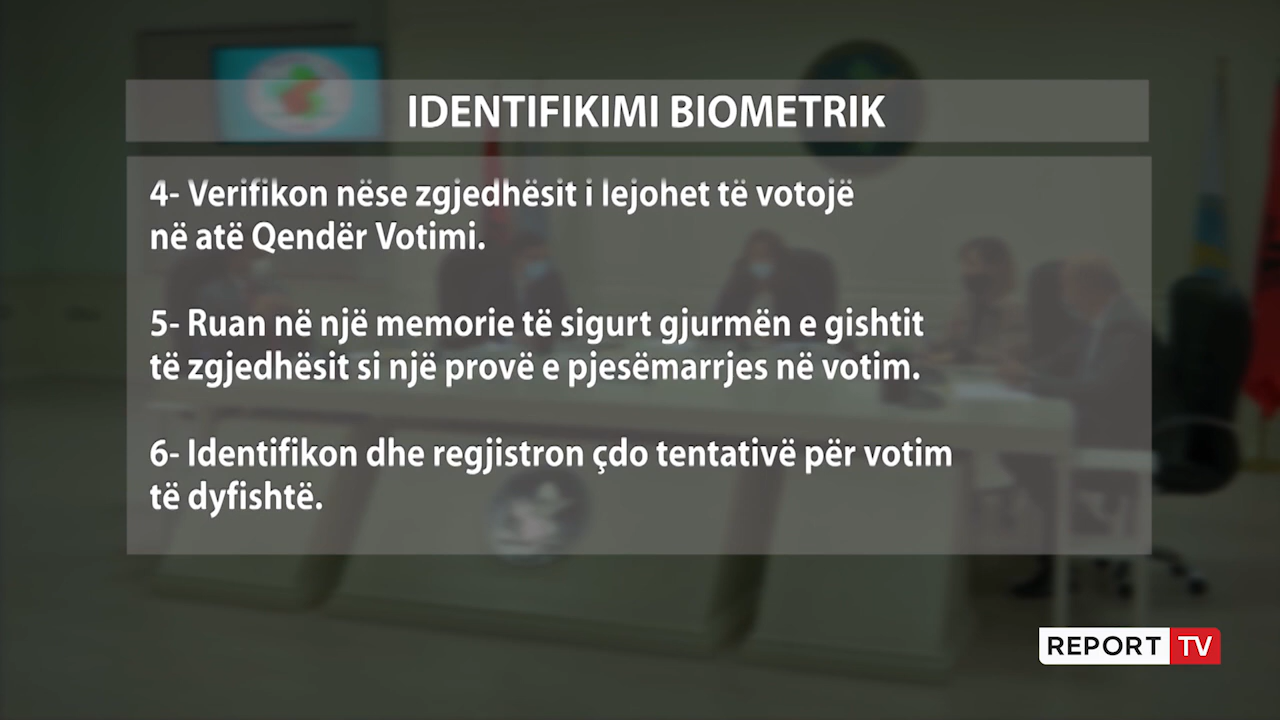 IDENTIFIKIMI BIOMETRIK
4- Verifikon nëse zgjedhësit i lejohet të votojë
në atë Qendër Votimi.
5- Ruan në një memorie të sigurt gjurmën e gishtit
të zgjedhësit si një provë e pjesëmarrjes në votim.
6- Identifikon dhe regjistron çdo tentativë për votim
të dyfishtë.
REPORT TV